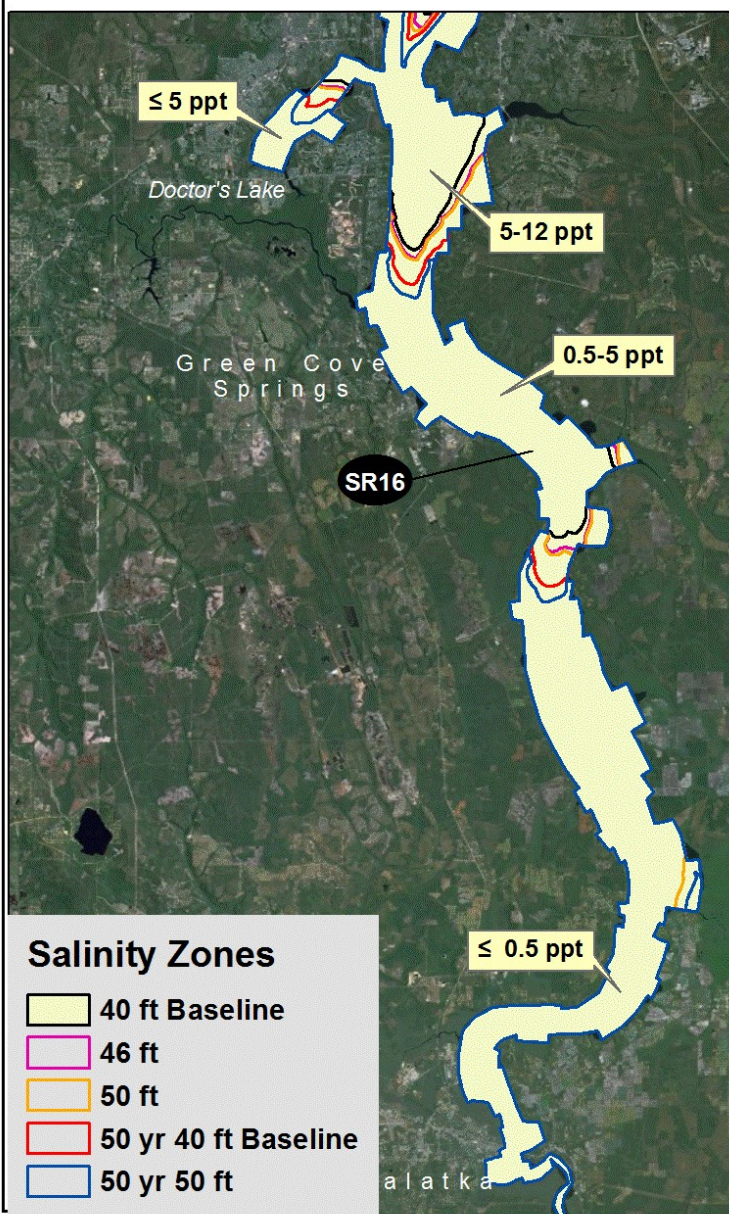 ≤ 5 ppt
Doctor's Lake
5-12 ppt
0.5-5 ppt
Green Cove
Springs
SR16
≤ 0.5 ppt
Salinity Zones
40 ft Baseline
46 ft
50 ft
50 yr 40 ft Baseline
50 yr 50 ft
alatka